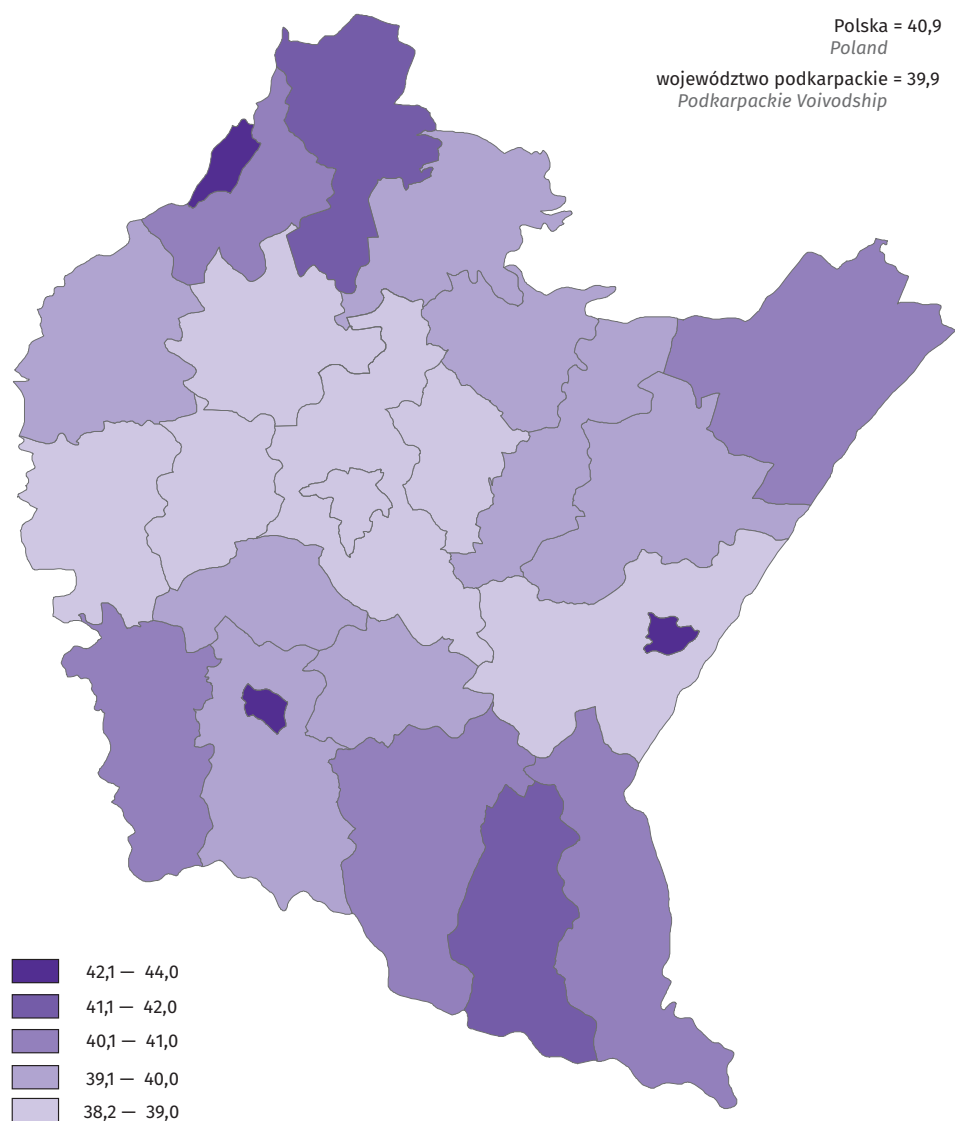 Polska = 40,9
Poland
województwo podkarpackie = 39,9
Podkarpackie Voivodship
42,1 — 44,0
41,1 — 42,0
40,1 — 41,0
39,1 — 40,0
38,2 — 39,0